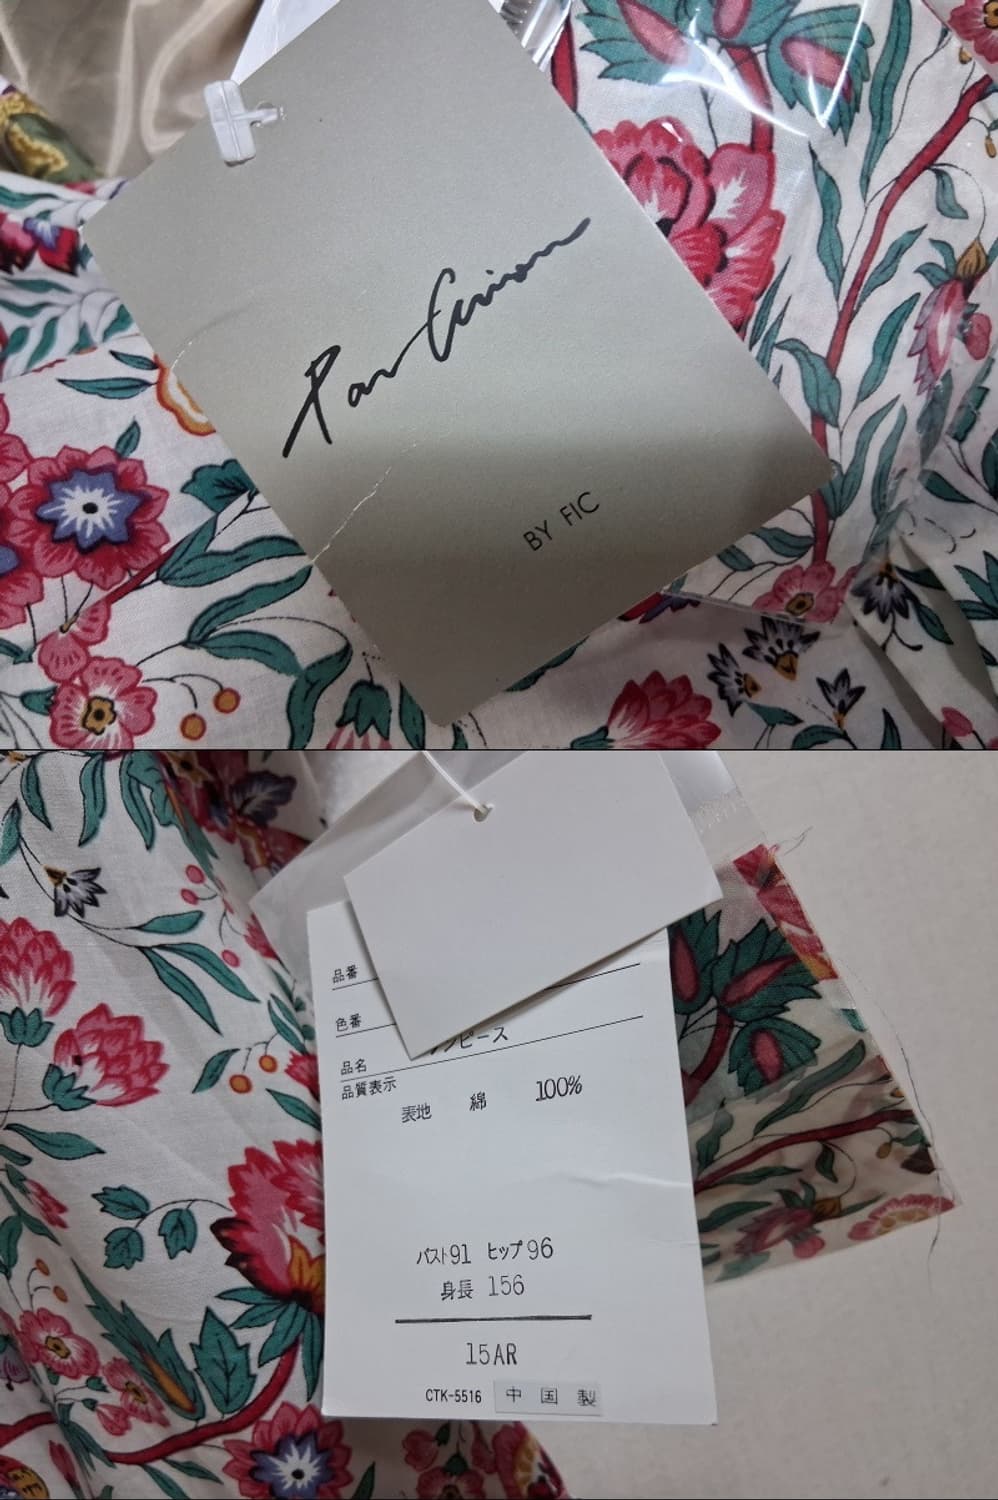 BY FIC
品番
色番
品名 ワンピース
品質表示
表地 綿 100%
バスト91 ヒップ96
身長 156
15AR
CTK-5516 中国製